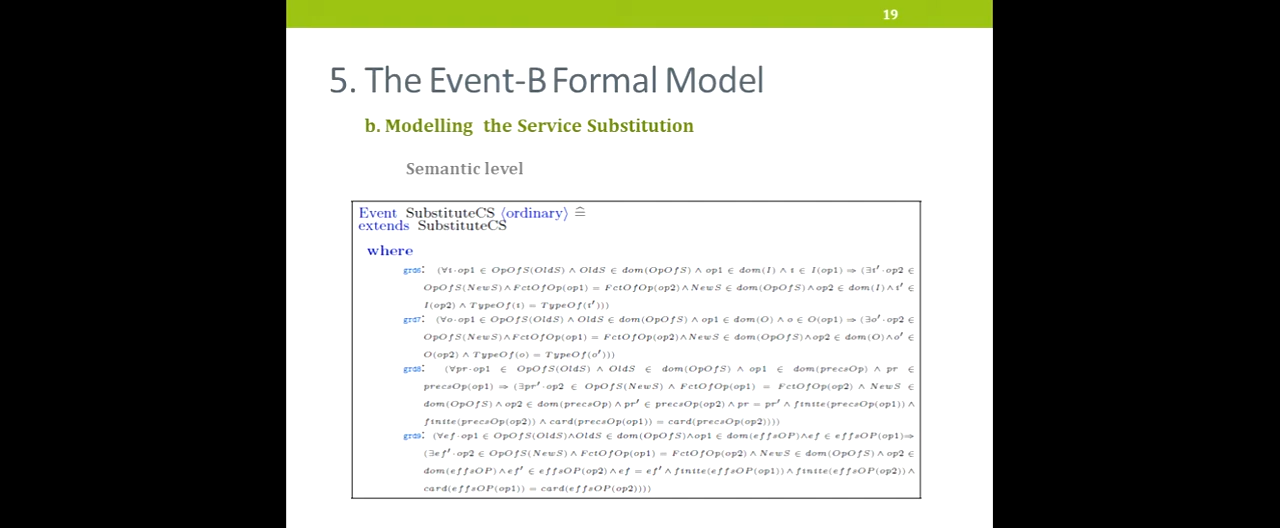 19
5. The Event-B Formal Model
b. Modelling the Service Substitution
Semantic level
Event SubstituteCS ⟨ordinary⟩ ≙
extends SubstituteCS
where
grd6: (∀i·op1 ∈ OpOfS(OldS) ∧ OldS ∈ dom(OpOfS) ∧ op1 ∈ dom(I) ∧ i ∈ I(op1) ⇒ (∃i′·op2 ∈
OpOfS(NewS)∧FctOfOp(op1) = FctOfOp(op2)∧NewS ∈ dom(OpOfS)∧op2 ∈ dom(I)∧i′ ∈
I(op2) ∧ TypeOf(i) = TypeOf(i′)))
grd7: (∀o·op1 ∈ OpOfS(OldS) ∧ OldS ∈ dom(OpOfS) ∧ op1 ∈ dom(O) ∧ o ∈ O(op1) ⇒ (∃o′·op2 ∈
OpOfS(NewS)∧FctOfOp(op1) = FctOfOp(op2)∧NewS ∈ dom(OpOfS)∧op2 ∈ dom(O)∧o′ ∈
O(op2) ∧ TypeOf(o) = TypeOf(o′)))
grd8: (∀pr·op1 ∈ OpOfS(OldS) ∧ OldS ∈ dom(OpOfS) ∧ op1 ∈ dom(precsOp) ∧ pr ∈
precsOp(op1) ⇒ (∃pr′·op2 ∈ OpOfS(NewS) ∧ FctOfOp(op1) = FctOfOp(op2) ∧ NewS ∈
dom(OpOfS) ∧ op2 ∈ dom(precsOp) ∧ pr′ ∈ precsOp(op2) ∧ pr = pr′ ∧ finite(precsOp(op1)) ∧
finite(precsOp(op2)) ∧ card(precsOp(op1)) = card(precsOp(op2))))
grd9: (∀ef·op1 ∈ OpOfS(OldS)∧OldS ∈ dom(OpOfS)∧op1 ∈ dom(effsOP)∧ef ∈ effsOP(op1)⇒
(∃ef′·op2 ∈ OpOfS(NewS) ∧ FctOfOp(op1) = FctOfOp(op2) ∧ NewS ∈ dom(OpOfS) ∧ op2 ∈
dom(effsOP)∧ef′ ∈ effsOP(op2)∧ef = ef′∧finite(effsOP(op1))∧finite(effsOP(op2))∧
card(effsOP(op1)) = card(effsOP(op2))))